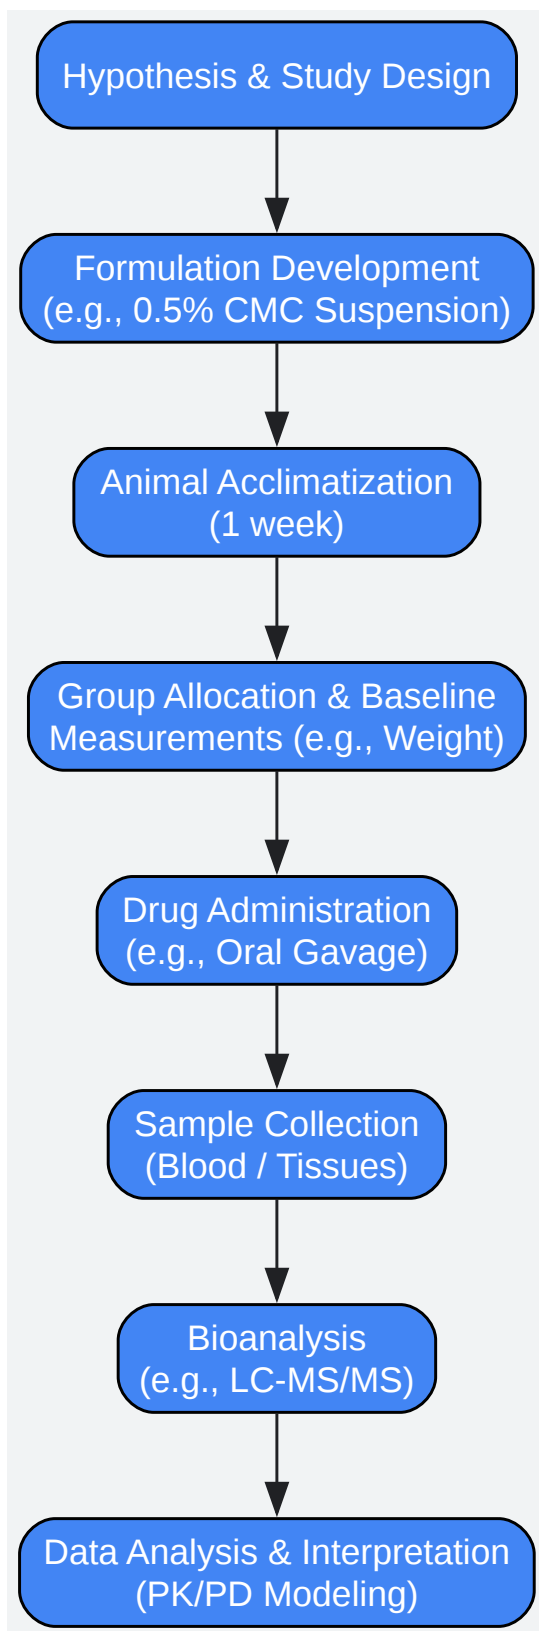 Hypothesis & Study Design
Formulation Development
(e.g., 0.5% CMC Suspension)
Animal Acclimatization
(1 week)
Group Allocation & Baseline
Measurements (e.g., Weight)
Drug Administration
(e.g., Oral Gavage)
Sample Collection
(Blood / Tissues)
Bioanalysis
(e.g., LC-MS/MS)
Data Analysis & Interpretation
(PK/PD Modeling)